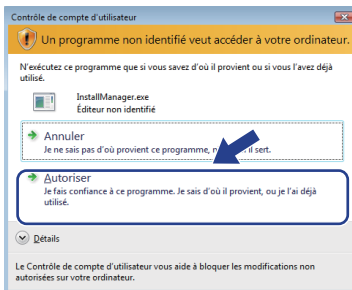 Contrôle de compte d'utilisateur
Un programme non identifié veut accéder à votre ordinateur.
N'exécutez ce programme que si vous savez d'où il provient ou si vous l'avez déjà
utilisé.
InstallManager.exe
Éditeur non identifié
Annuler
Je ne sais pas d'où provient ce programme, il sert.
Autoriser
Je fais confiance à ce programme. Je sais d'où il provient, ou je l'ai déjà
utilisé.
Détails
Le Contrôle de compte d'utilisateur vous aide à bloquer les modifications non
autorisées sur votre ordinateur.